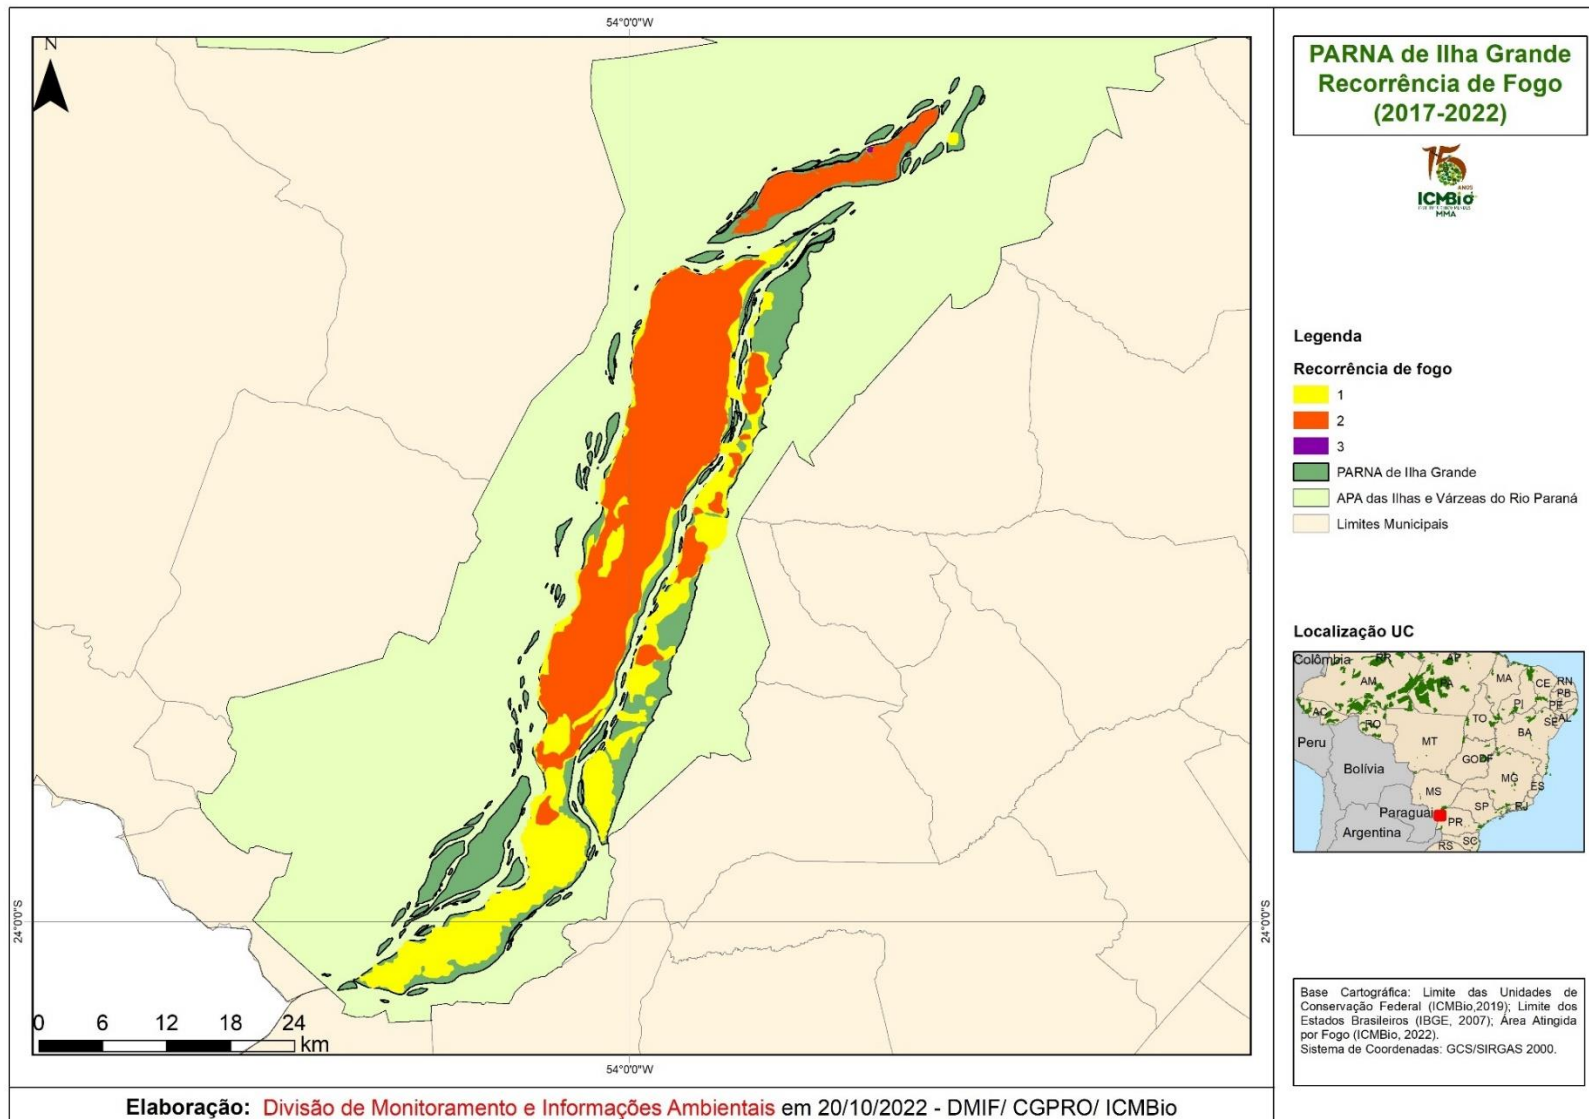 54°0'0"W
N
PARNA de Ilha Grande
Recorrência de Fogo
(2017-2022)
15
ANOS
ICMBio
MMA
Legenda
Recorrência de fogo
1
2
3
PARNA de Ilha Grande
APA das Ilhas e Várzeas do Rio Paraná
Limites Municipais
Localização UC
Colômbia
RR
AP
AM
PA
MA
CE
RN
PB
PE
AL
SE
PI
AC
RO
TO
BA
Peru
MT
GO
DF
Bolívia
MG
ES
MS
SP
RJ
Paraguai
PR
Argentina
SC
RS
24°0'0"S
24°0'0"S
0 6 12 18 24
km
54°0'0"W
Base Cartográfica: Limite das Unidades de
Conservação Federal (ICMBio,2019); Limite dos
Estados Brasileiros (IBGE, 2007); Área Atingida
por Fogo (ICMBio, 2022).
Sistema de Coordenadas: GCS/SIRGAS 2000.
Elaboração: Divisão de Monitoramento e Informações Ambientais em 20/10/2022 - DMIF/ CGPRO/ ICMBio